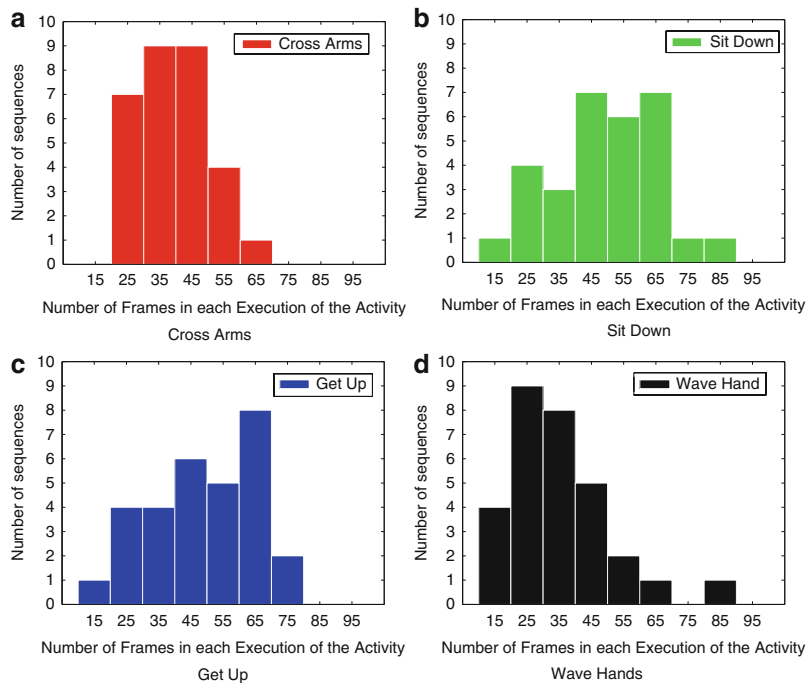 a
10
9
8
7
6
5
4
3
2
1
0
Number of sequences
Cross Arms
15 25 35 45 55 65 75 85 95
Number of Frames in each Execution of the Activity
Cross Arms
b
10
9
8
7
6
5
4
3
2
1
0
Number of sequences
Sit Down
15 25 35 45 55 65 75 85 95
Number of Frames in each Execution of the Activity
Sit Down
c
10
9
8
7
6
5
4
3
2
1
0
Number of sequences
Get Up
15 25 35 45 55 65 75 85 95
Number of Frames in each Execution of the Activity
Get Up
d
10
9
8
7
6
5
4
3
2
1
0
Number of sequences
Wave Hand
15 25 35 45 55 65 75 85 95
Number of Frames in each Execution of the Activity
Wave Hands